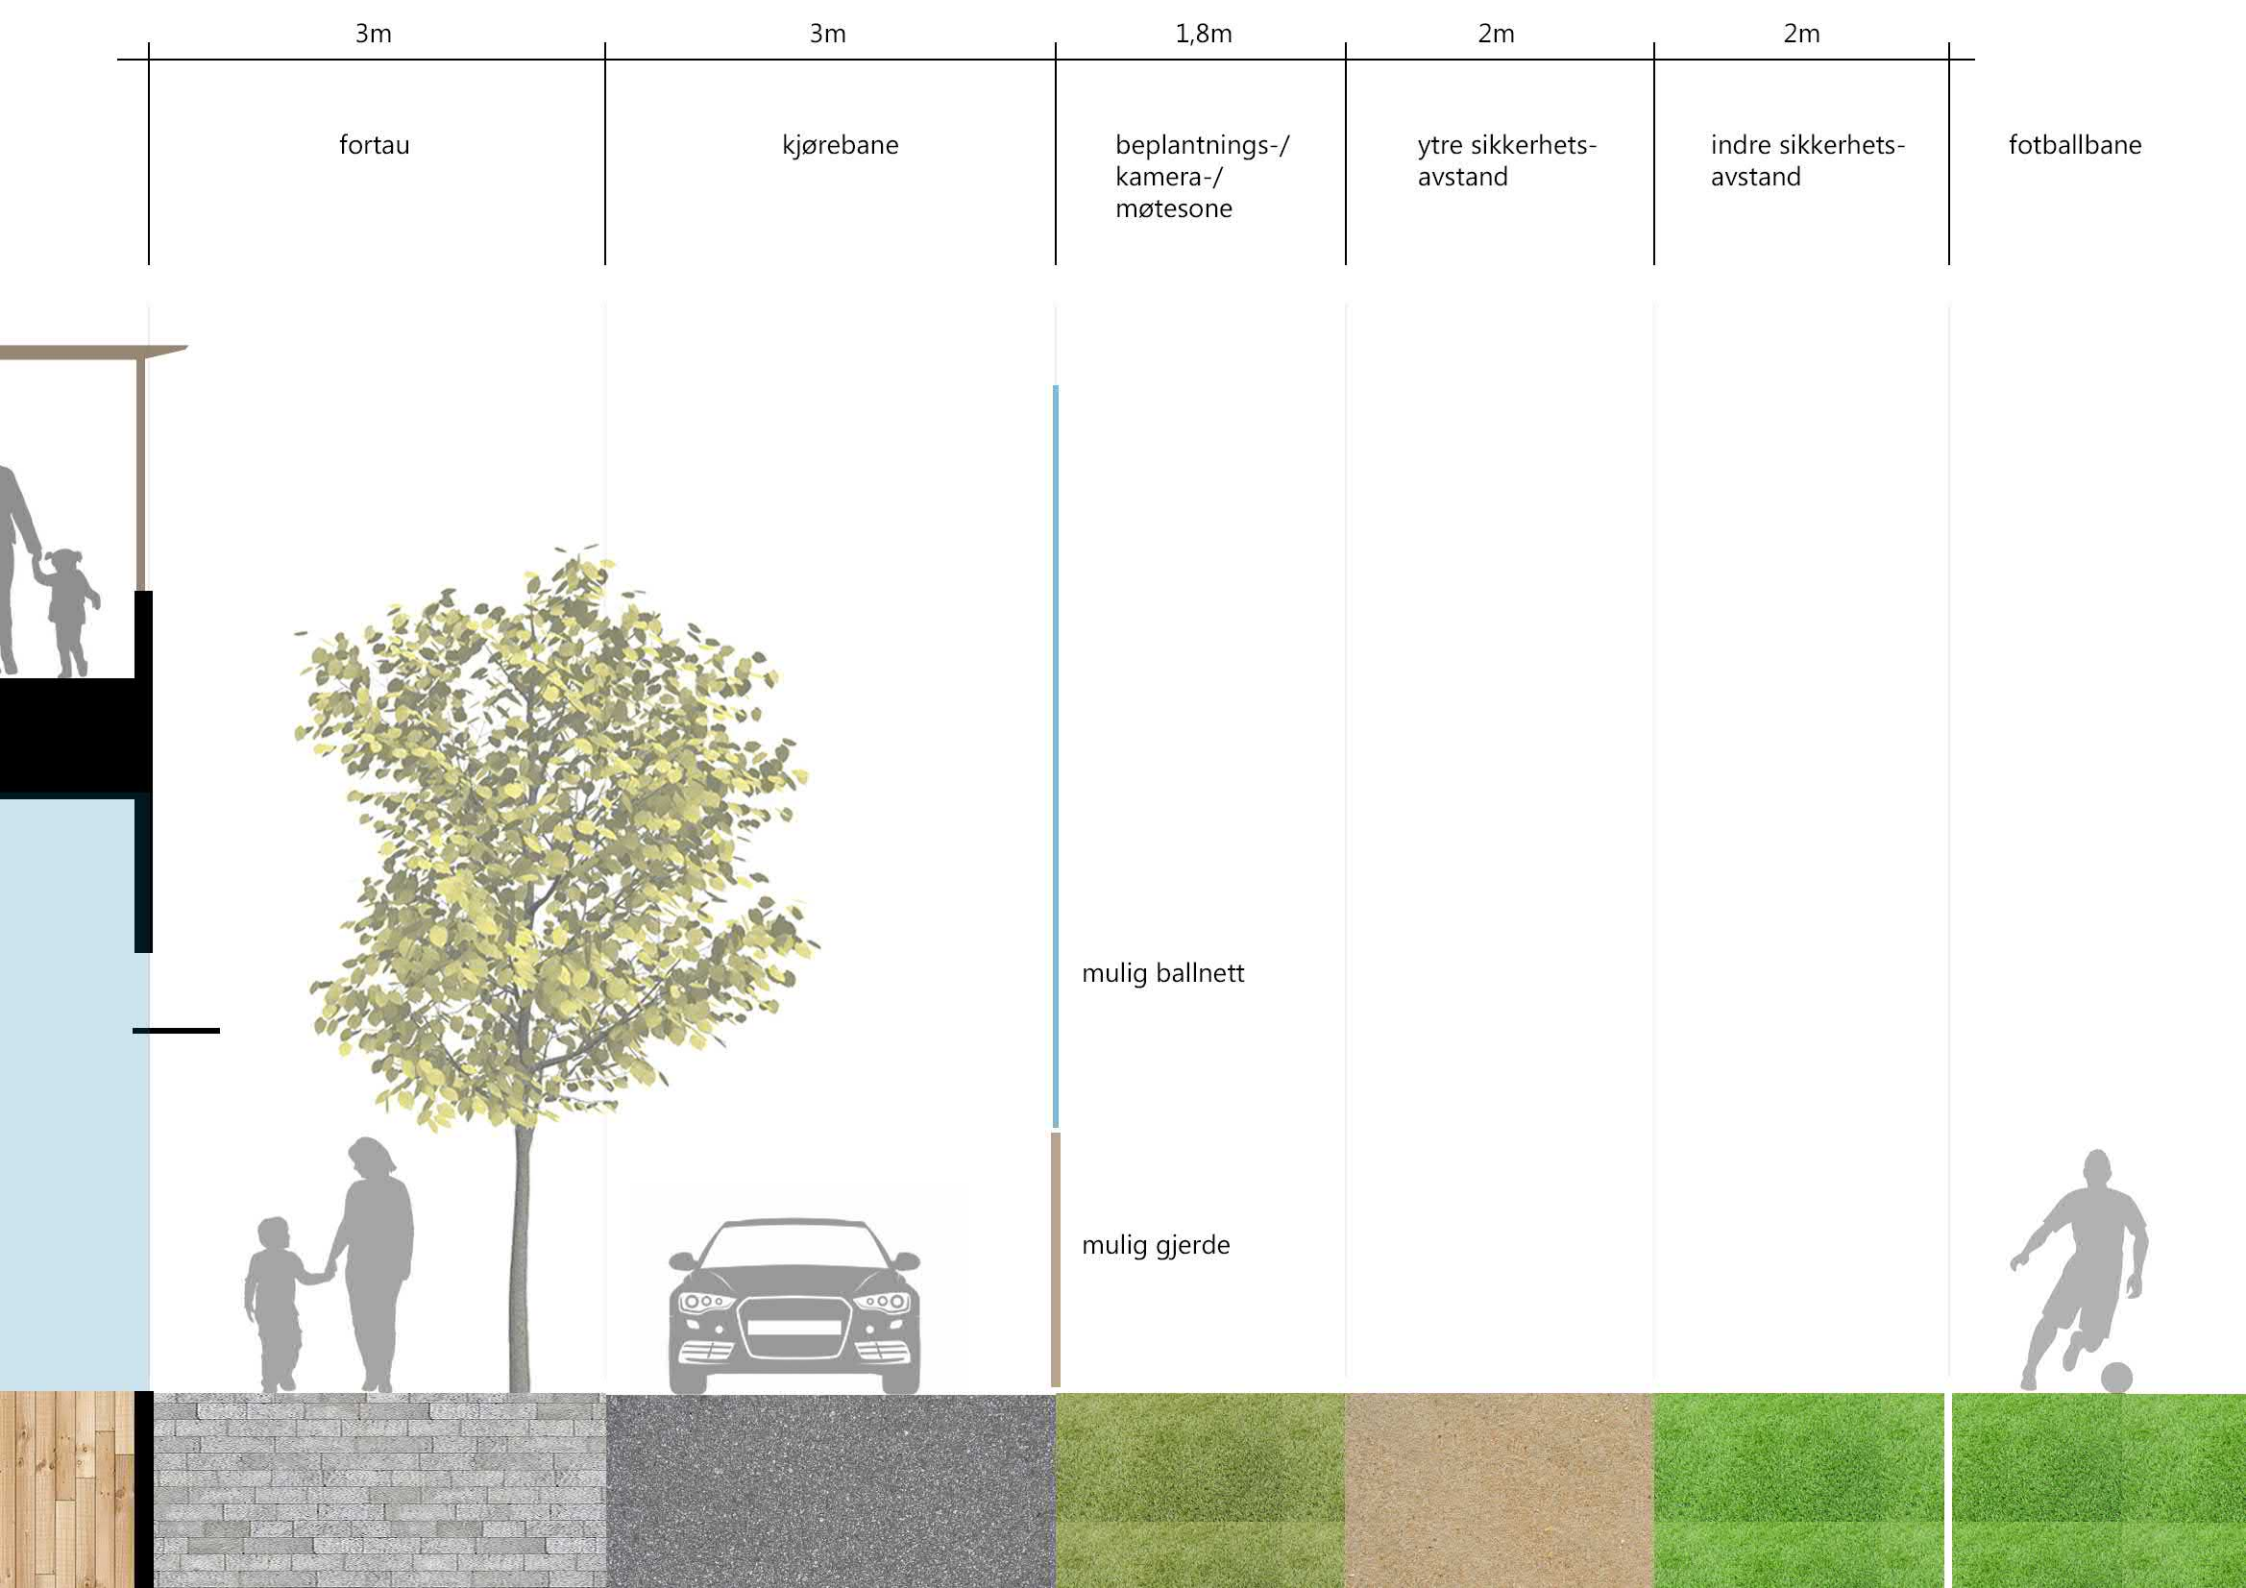 3m
3m
1,8m
2m
2m
fortau
kjørebane
beplantnings-/
kamera-/
møtesone
ytre sikkerhets-
avstand
indre sikkerhets-
avstand
fotballbane
mulig ballnett
mulig gjerde